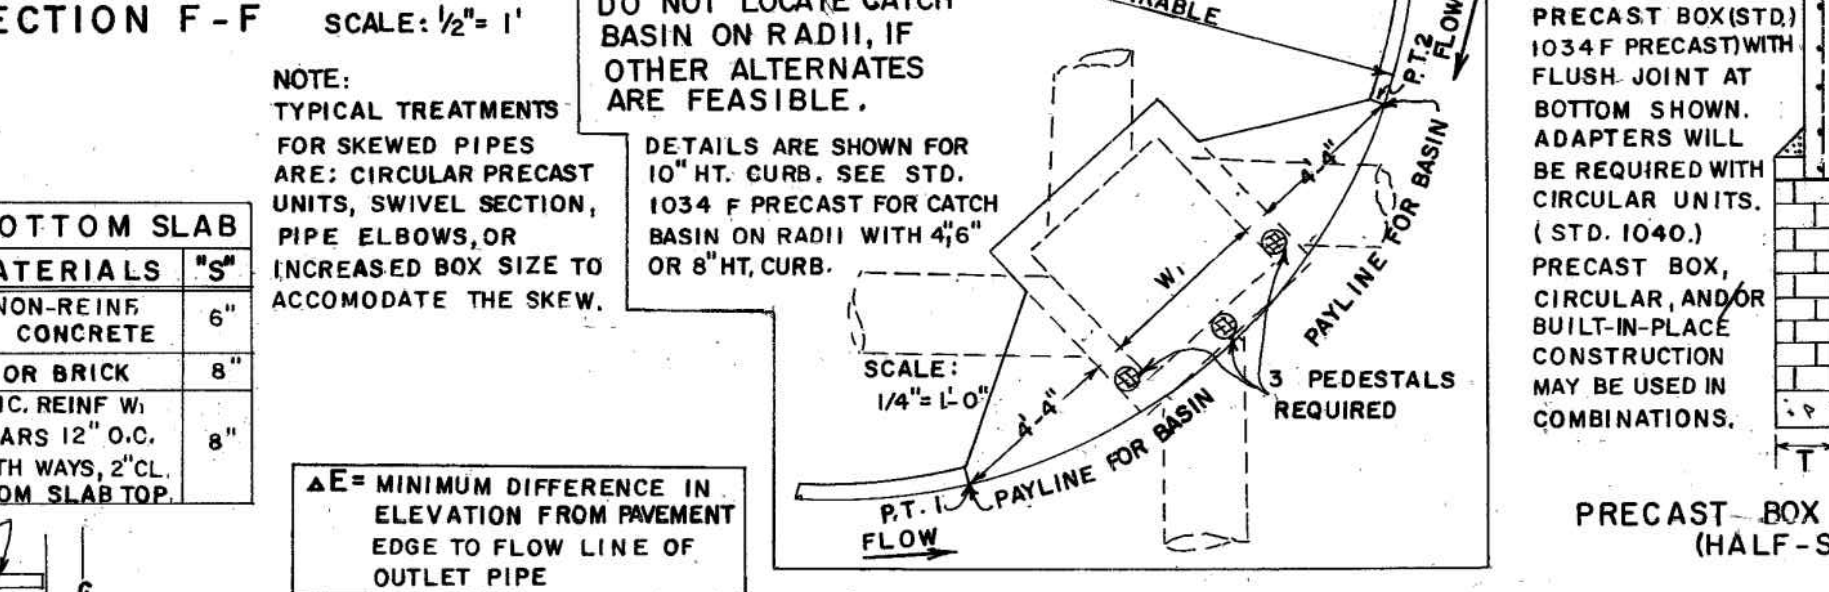 ECTION F-F
SCALE: 1/2"= 1'
NOTE:
TYPICAL TREATMENTS
FOR SKEWED PIPES
ARE: CIRCULAR PRECAST
UNITS, SWIVEL SECTION,
PIPE ELBOWS, OR
INCREASED BOX SIZE TO
ACCOMODATE THE SKEW.
DO NOT LOCATE CATCH
BASIN ON RADII, IF
OTHER ALTERNATES
ARE FEASIBLE.
DETAILS ARE SHOWN FOR
10" HT. CURB. SEE STD.
1034 F PRECAST FOR CATCH
BASIN ON RADII WITH 4",6"
OR 8" HT, CURB.
OTTOM SLAB
ATERIALS "S"
NON-REINF.
CONCRETE 6"
OR BRICK 8"
C. REINF W/
ARS 12" O.C.
TH WAYS, 2"CL.
OM SLAB TOP. 8"
ΔE= MINIMUM DIFFERENCE IN
ELEVATION FROM PAVEMENT
EDGE TO FLOW LINE OF
OUTLET PIPE
RABLE
P.T. 2
FLOW
4'-4"
W1
PAYLINE FOR BASIN
SCALE:
1/4"= 1'-0"
4'-4"
3 PEDESTALS
REQUIRED
PAYLINE FOR BASIN
P.T. 1
FLOW
PRECAST BOX (STD.
1034 F PRECAST) WITH
FLUSH JOINT AT
BOTTOM SHOWN.
ADAPTERS WILL
BE REQUIRED WITH
CIRCULAR UNITS.
( STD. 1040.)
PRECAST BOX,
CIRCULAR, AND/OR
BUILT-IN-PLACE
CONSTRUCTION
MAY BE USED IN
COMBINATIONS.
T
PRECAST BOX
(HALF-S